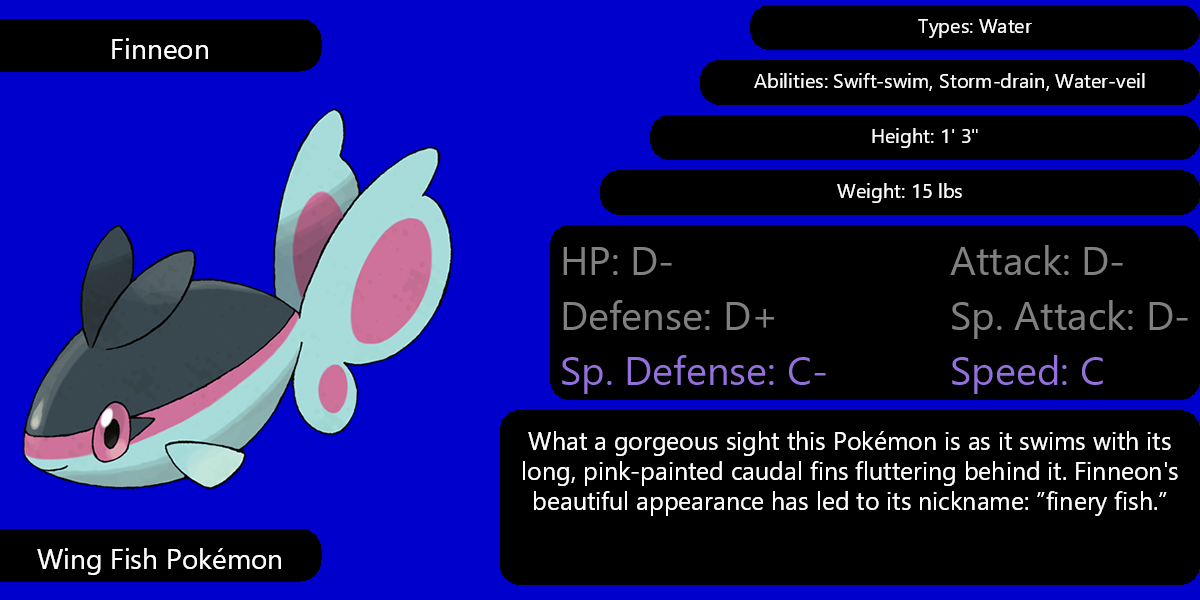 Finneon
Types: Water
Abilities: Swift-swim, Storm-drain, Water-veil
Height: 1' 3"
Weight: 15 lbs
HP: D-
Attack: D-
Defense: D+
Sp. Attack: D-
Sp. Defense: C-
Speed: C
What a gorgeous sight this Pokémon is as it swims with its
long, pink-painted caudal fins fluttering behind it. Finneon's
beautiful appearance has led to its nickname: ”finery fish.”
Wing Fish Pokémon